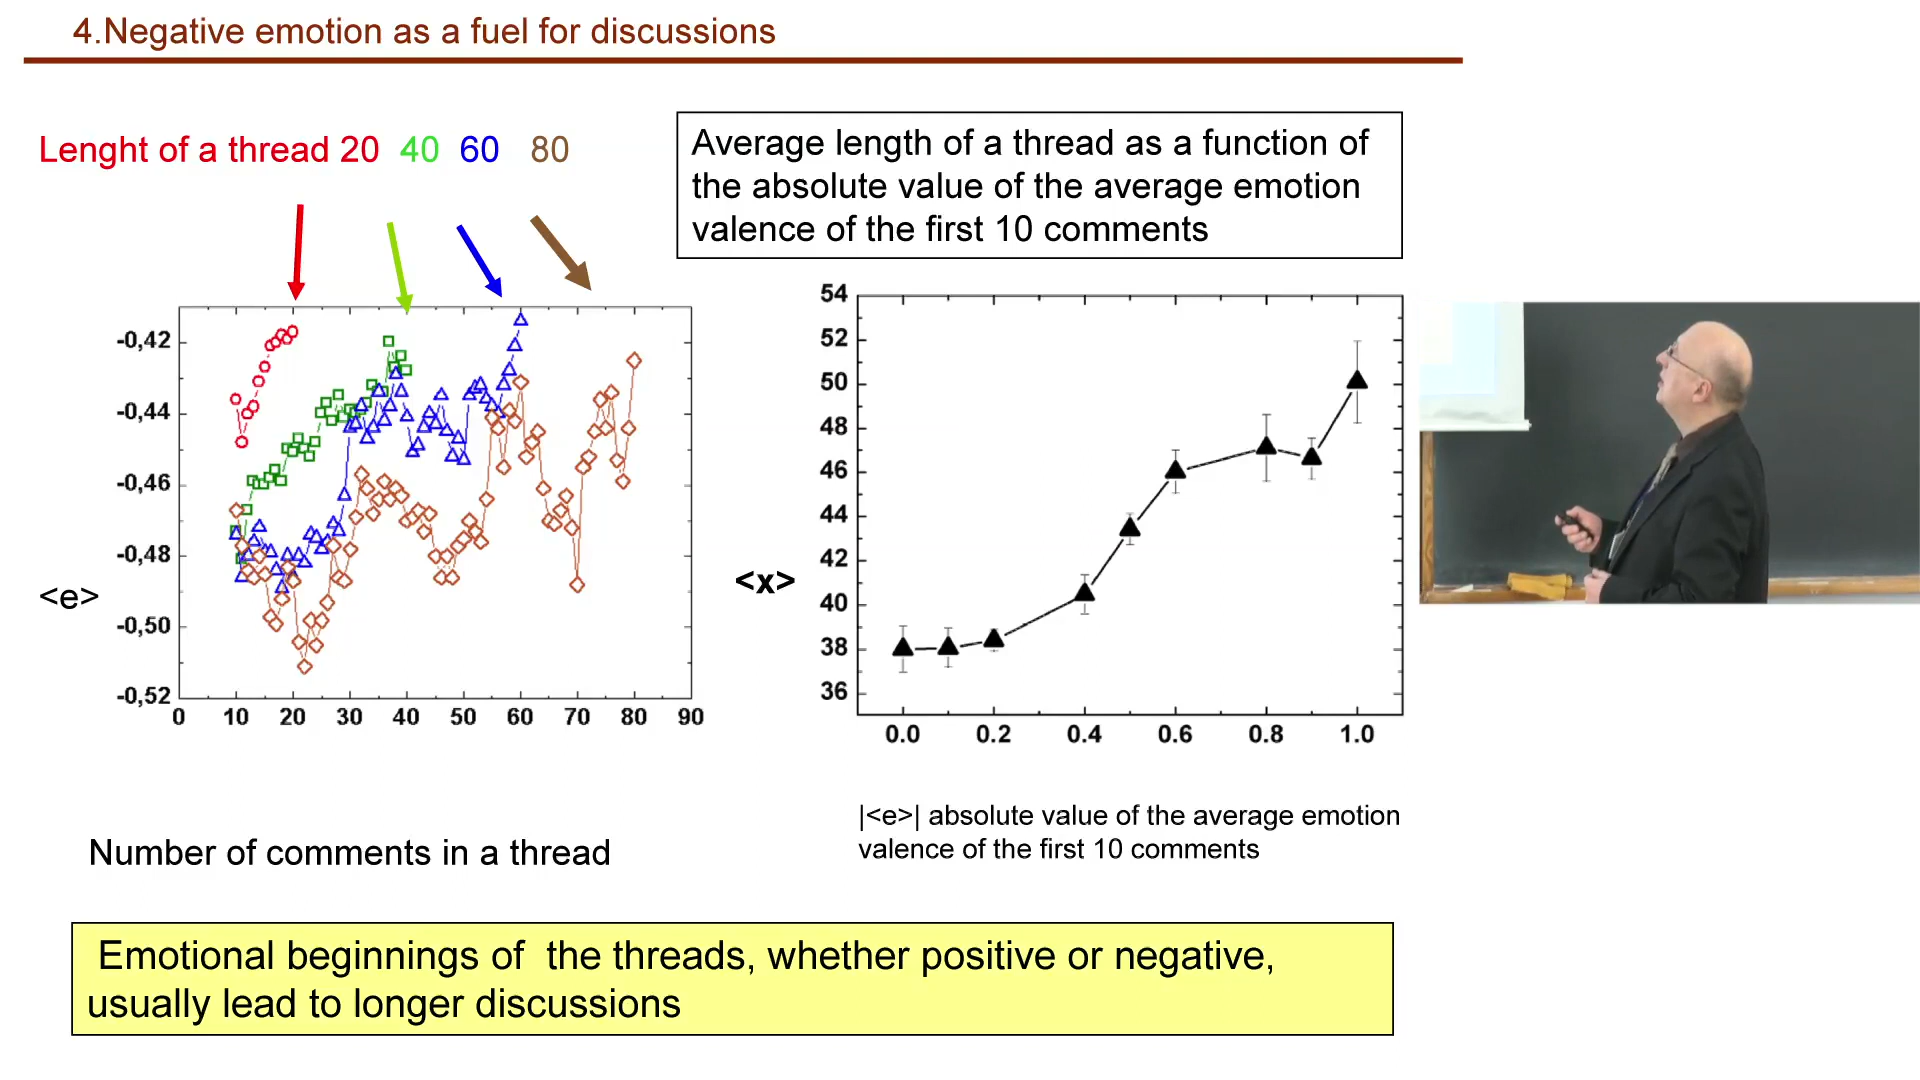 4.Negative emotion as a fuel for discussions
Lenght of a thread 20 40 60 80
Average length of a thread as a function of
the absolute value of the average emotion
valence of the first 10 comments
-0,42
-0,44
-0,46
-0,48
-0,50
-0,52
<e>
0 10 20 30 40 50 60 70 80 90
Number of comments in a thread
54
52
50
48
46
44
42
40
38
36
<x>
0.0 0.2 0.4 0.6 0.8 1.0
|<e>| absolute value of the average emotion
valence of the first 10 comments
Emotional beginnings of the threads, whether positive or negative,
usually lead to longer discussions